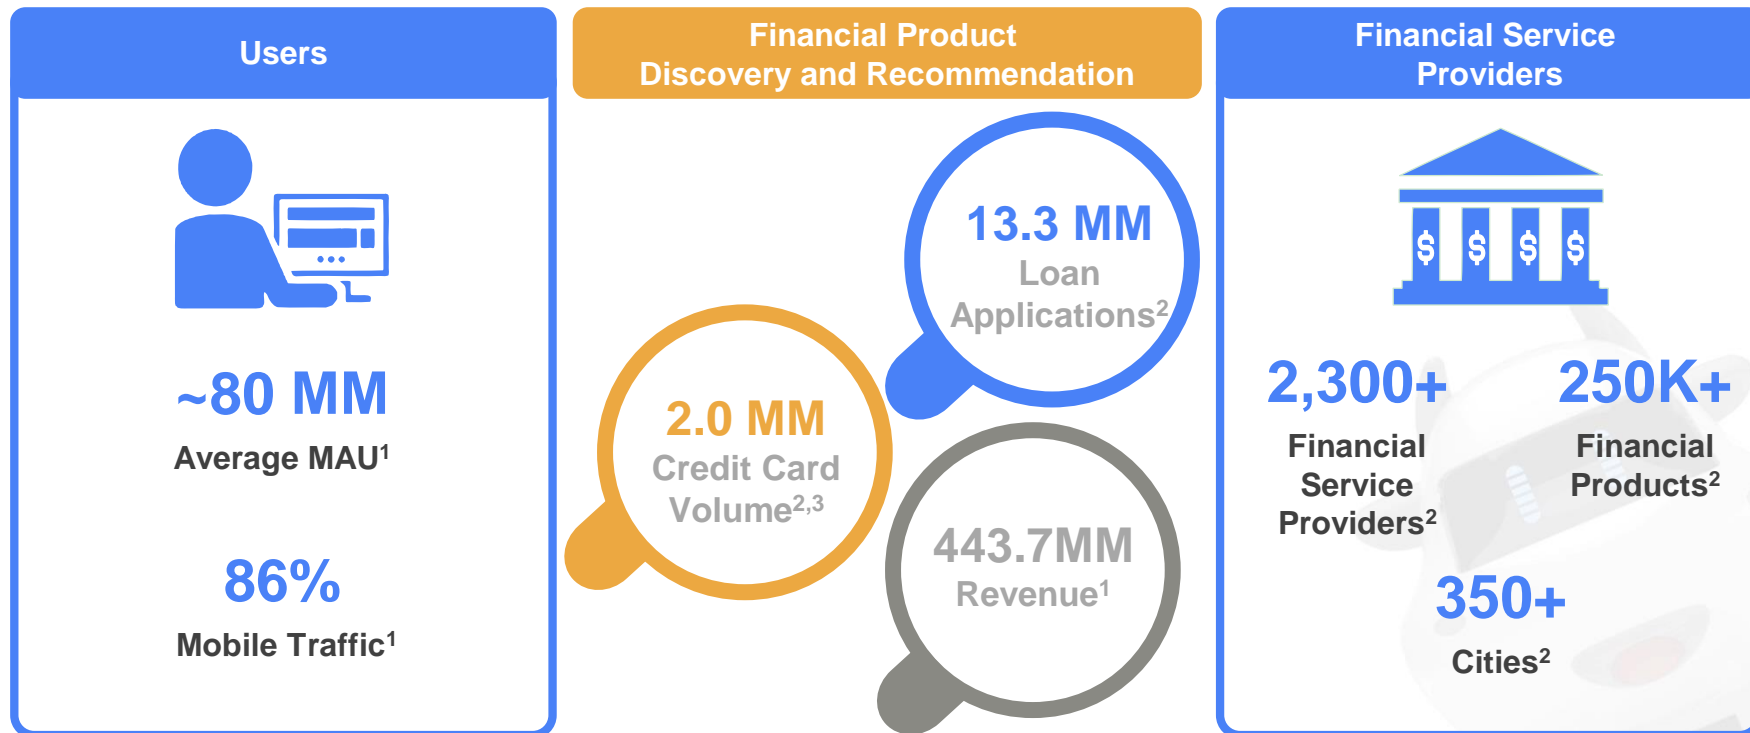 Users
~80 MM
Average MAU¹
86%
Mobile Traffic¹
Financial Product
Discovery and Recommendation
13.3 MM
Loan
Applications²
2.0 MM
Credit Card
Volume²,³
443.7MM
Revenue¹
Financial Service
Providers
$ $ $ $
2,300+
Financial
Service
Providers²
250K+
Financial
Products²
350+
Cities²